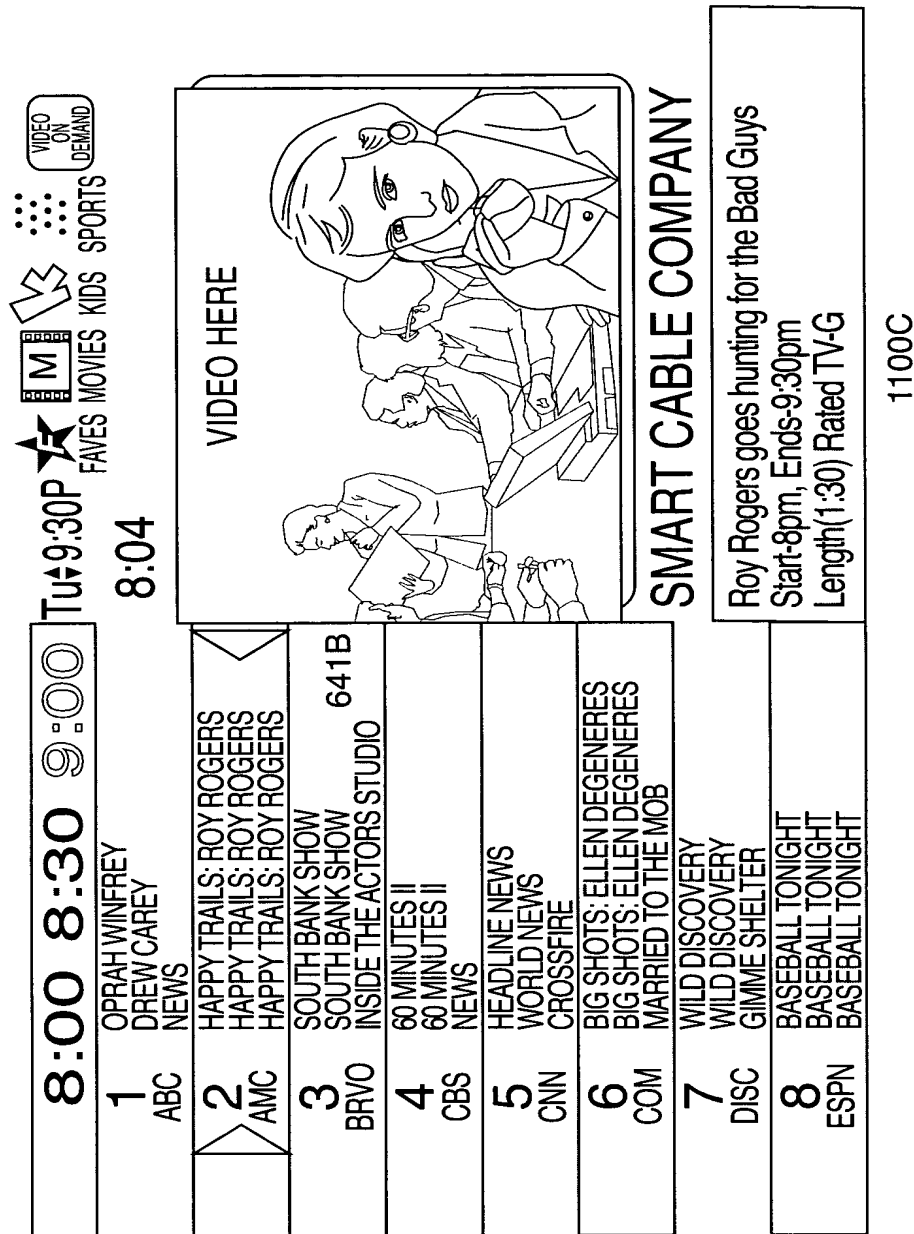 8:00 8:30 9:00 Tu 9:30P
FAVES
M
MOVIES
KIDS
SPORTS
VIDEO
ON
DEMAND
8:04
1
ABC
OPRAH WINFREY
DREW CAREY
NEWS
2
AMC
HAPPY TRAILS: ROY ROGERS
HAPPY TRAILS: ROY ROGERS
HAPPY TRAILS: ROY ROGERS
3
BRVO
SOUTH BANK SHOW
SOUTH BANK SHOW
INSIDE THE ACTORS STUDIO
641B
4
CBS
60 MINUTES II
60 MINUTES II
NEWS
5
CNN
HEADLINE NEWS
WORLD NEWS
CROSSFIRE
6
COM
BIG SHOTS: ELLEN DEGENERES
BIG SHOTS: ELLEN DEGENERES
MARRIED TO THE MOB
7
DISC
WILD DISCOVERY
WILD DISCOVERY
GIMME SHELTER
8
ESPN
BASEBALL TONIGHT
BASEBALL TONIGHT
BASEBALL TONIGHT
VIDEO HERE
SMART CABLE COMPANY
Roy Rogers goes hunting for the Bad Guys
Start-8pm, Ends-9:30pm
Length(1:30) Rated TV-G
1100C